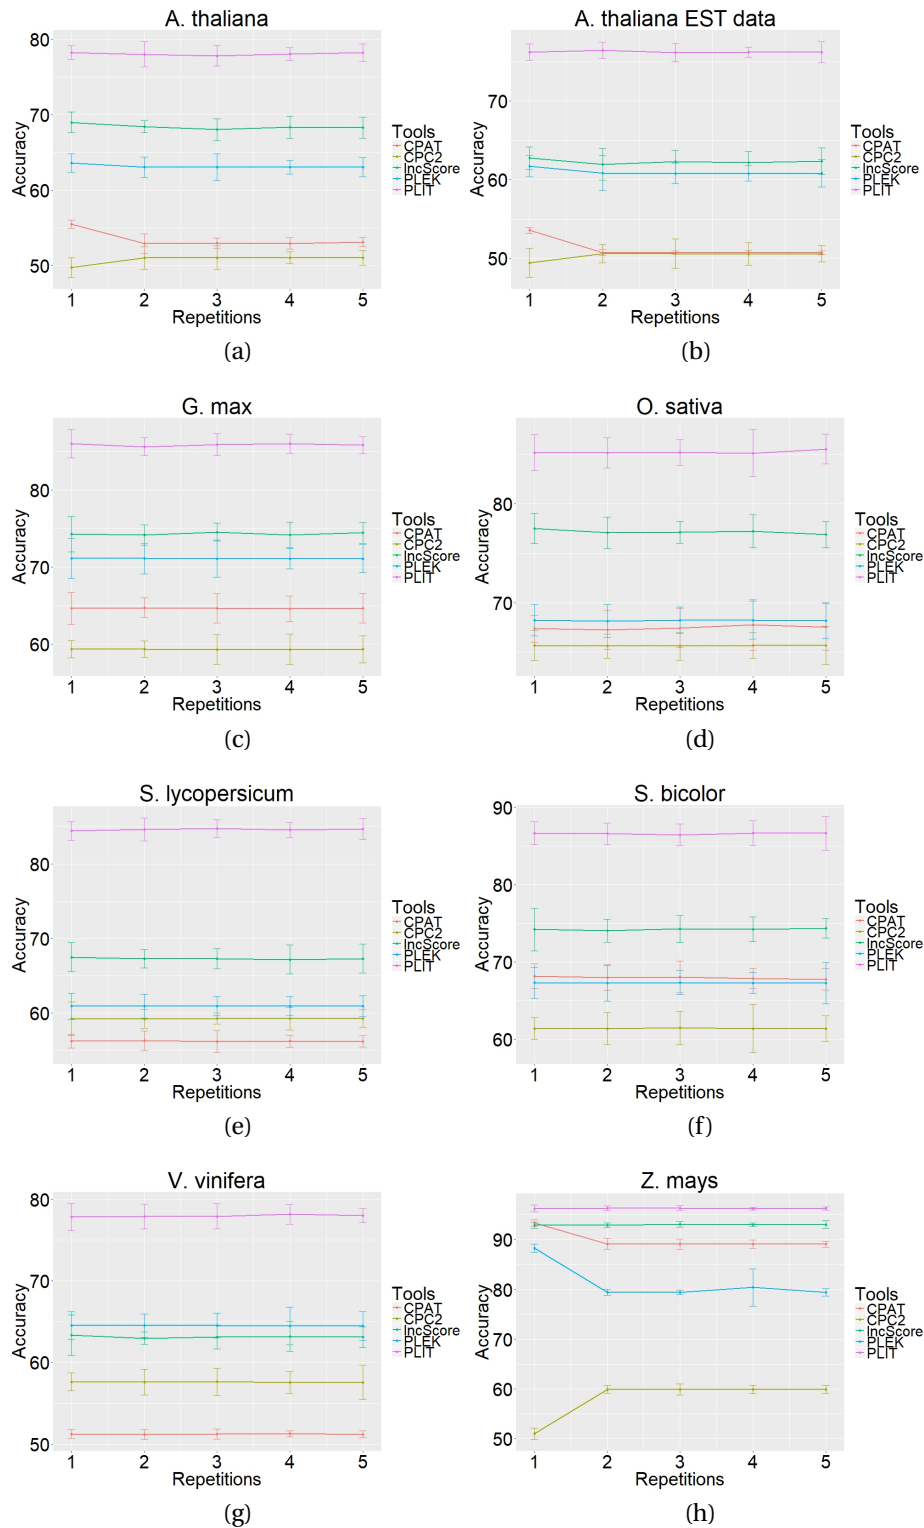 A. thaliana
Accuracy
80
70
60
50
1 2 3 4 5
Repetitions
Tools
CPAT
CPC2
lncScore
PLEK
PLIT
(a)
A. thaliana EST data
Accuracy
70
60
50
1 2 3 4 5
Repetitions
Tools
CPAT
CPC2
lncScore
PLEK
PLIT
(b)
G. max
Accuracy
80
70
60
1 2 3 4 5
Repetitions
Tools
CPAT
CPC2
lncScore
PLEK
PLIT
(c)
O. sativa
Accuracy
80
70
1 2 3 4 5
Repetitions
Tools
CPAT
CPC2
lncScore
PLEK
PLIT
(d)
S. lycopersicum
Accuracy
80
70
60
1 2 3 4 5
Repetitions
Tools
CPAT
CPC2
lncScore
PLEK
PLIT
(e)
S. bicolor
Accuracy
90
80
70
60
1 2 3 4 5
Repetitions
Tools
CPAT
CPC2
lncScore
PLEK
PLIT
(f)
V. vinifera
Accuracy
80
70
60
50
1 2 3 4 5
Repetitions
Tools
CPAT
CPC2
lncScore
PLEK
PLIT
(g)
Z. mays
Accuracy
90
80
70
60
50
1 2 3 4 5
Repetitions
Tools
CPAT
CPC2
lncScore
PLEK
PLIT
(h)